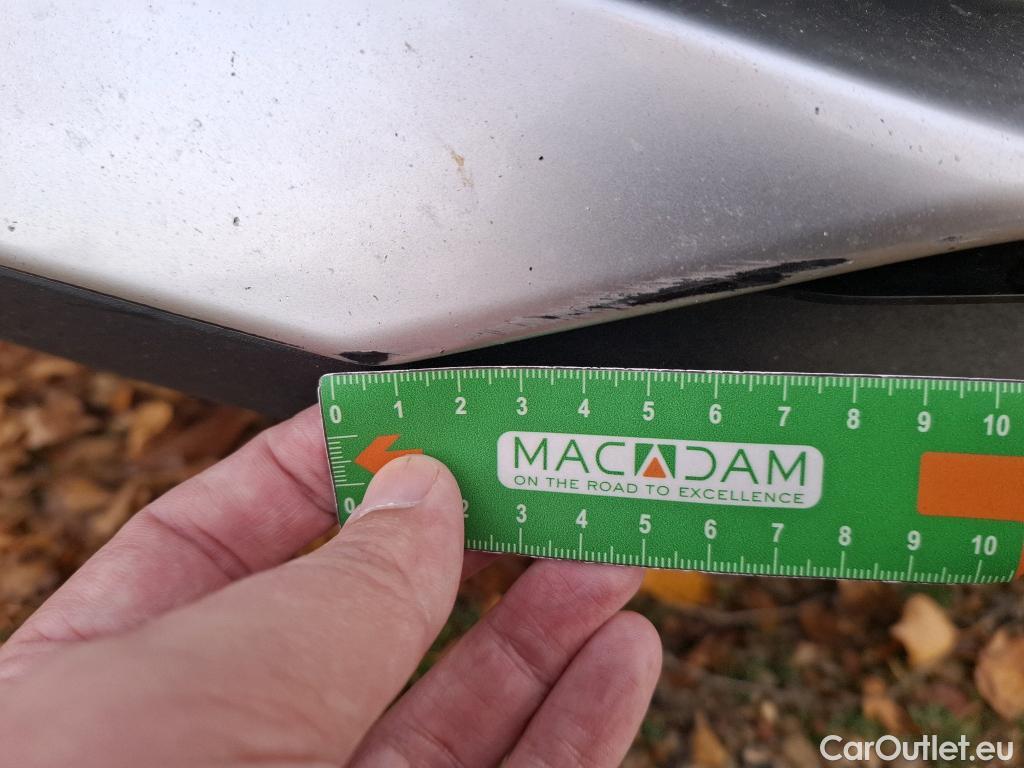 0 1 2 3 4 5 6 7 8 9 10
MACADAM
ON THE ROAD TO EXCELLENCE
0 2 3 4 5 6 7 8 9 10
CarOutlet.eu